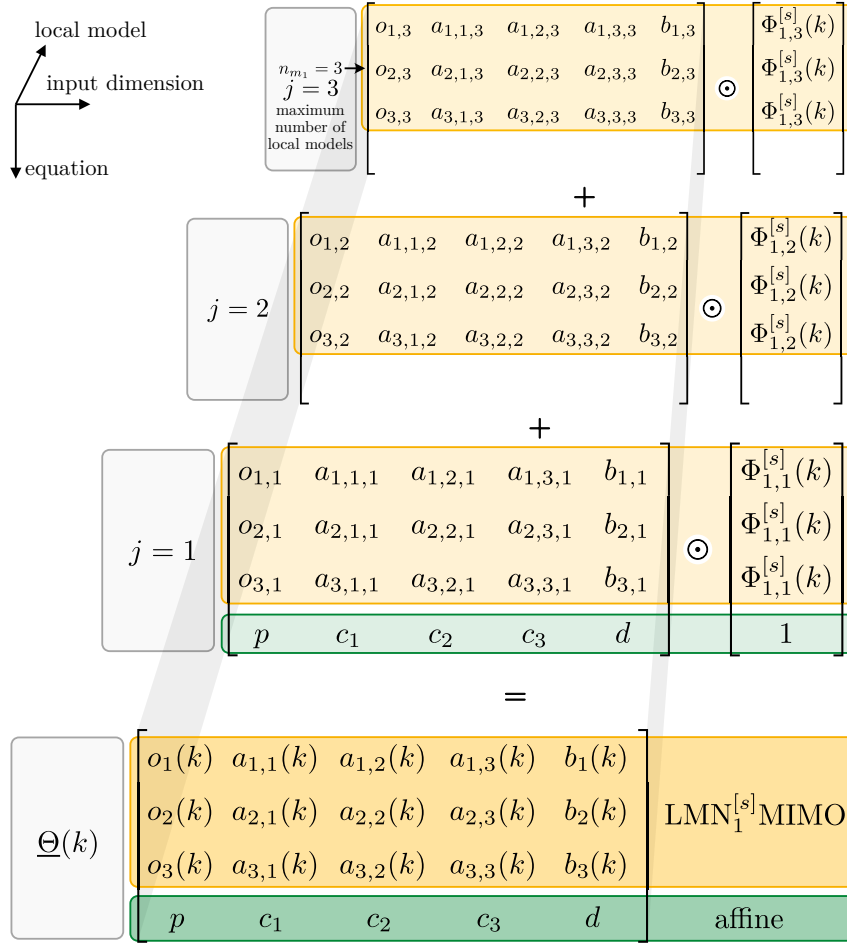 local model
input dimension
equation
n_{m_1} = 3
j = 3
maximum
number of
local models
o_{1,3} a_{1,1,3} a_{1,2,3} a_{1,3,3} b_{1,3} Φ_{1,3}^{[s]}(k)
o_{2,3} a_{2,1,3} a_{2,2,3} a_{2,3,3} b_{2,3} ⊙ Φ_{1,3}^{[s]}(k)
o_{3,3} a_{3,1,3} a_{3,2,3} a_{3,3,3} b_{3,3} Φ_{1,3}^{[s]}(k)
+
j = 2
o_{1,2} a_{1,1,2} a_{1,2,2} a_{1,3,2} b_{1,2} Φ_{1,2}^{[s]}(k)
o_{2,2} a_{2,1,2} a_{2,2,2} a_{2,3,2} b_{2,2} ⊙ Φ_{1,2}^{[s]}(k)
o_{3,2} a_{3,1,2} a_{3,2,2} a_{3,3,2} b_{3,2} Φ_{1,2}^{[s]}(k)
+
j = 1
o_{1,1} a_{1,1,1} a_{1,2,1} a_{1,3,1} b_{1,1} Φ_{1,1}^{[s]}(k)
o_{2,1} a_{2,1,1} a_{2,2,1} a_{2,3,1} b_{2,1} ⊙ Φ_{1,1}^{[s]}(k)
o_{3,1} a_{3,1,1} a_{3,2,1} a_{3,3,1} b_{3,1} Φ_{1,1}^{[s]}(k)
p c_1 c_2 c_3 d 1
=
Θ(k)
o_1(k) a_{1,1}(k) a_{1,2}(k) a_{1,3}(k) b_1(k)
o_2(k) a_{2,1}(k) a_{2,2}(k) a_{2,3}(k) b_2(k) LMN_1^{[s]}MIMO
o_3(k) a_{3,1}(k) a_{3,2}(k) a_{3,3}(k) b_3(k)
p c_1 c_2 c_3 d affine